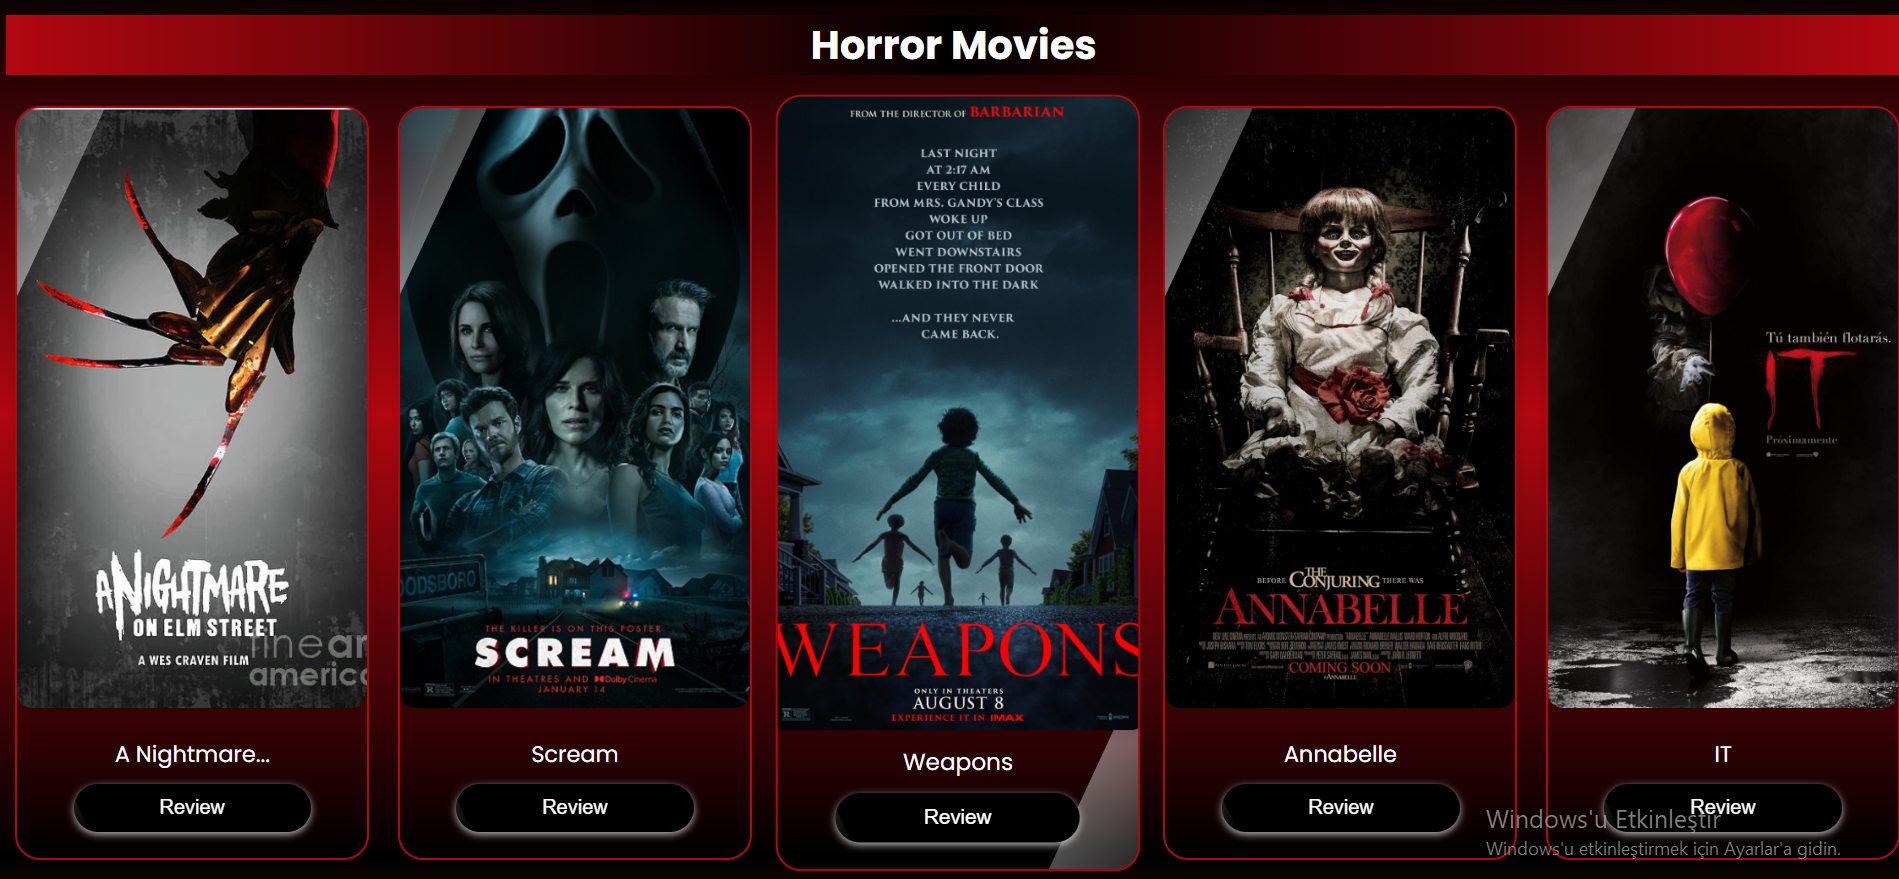 Horror Movies
A NIGHTMARE
ON ELM STREET
A WES CRAVEN FILM
fine ar
americ
A Nightmare...
Review
OODSBORO
THE KILLER IS ON THIS POSTER
SCREAM
IN THEATRES AND Dolby Cinema
JANUARY 14
Scream
Review
FROM THE DIRECTOR OF BARBARIAN
LAST NIGHT
AT 2:17 AM
EVERY CHILD
FROM MRS. GANDY'S CLASS
WOKE UP
GOT OUT OF BED
WENT DOWNSTAIRS
OPENED THE FRONT DOOR
WALKED INTO THE DARK
...AND THEY NEVER
CAME BACK.
WEAPONS
ONLY IN THEATERS
AUGUST 8
EXPERIENCE IT IN IMAX
Weapons
Review
BEFORE THE CONJURING THERE WAS
ANNABELLE
COMING SOON
Annabelle
Review
Tú también flotarás.
IT
Próximamente
IT
Review
Windows'u Etkinleştir
Windows'u etkinleştirmek için Ayarlar'a gidin.